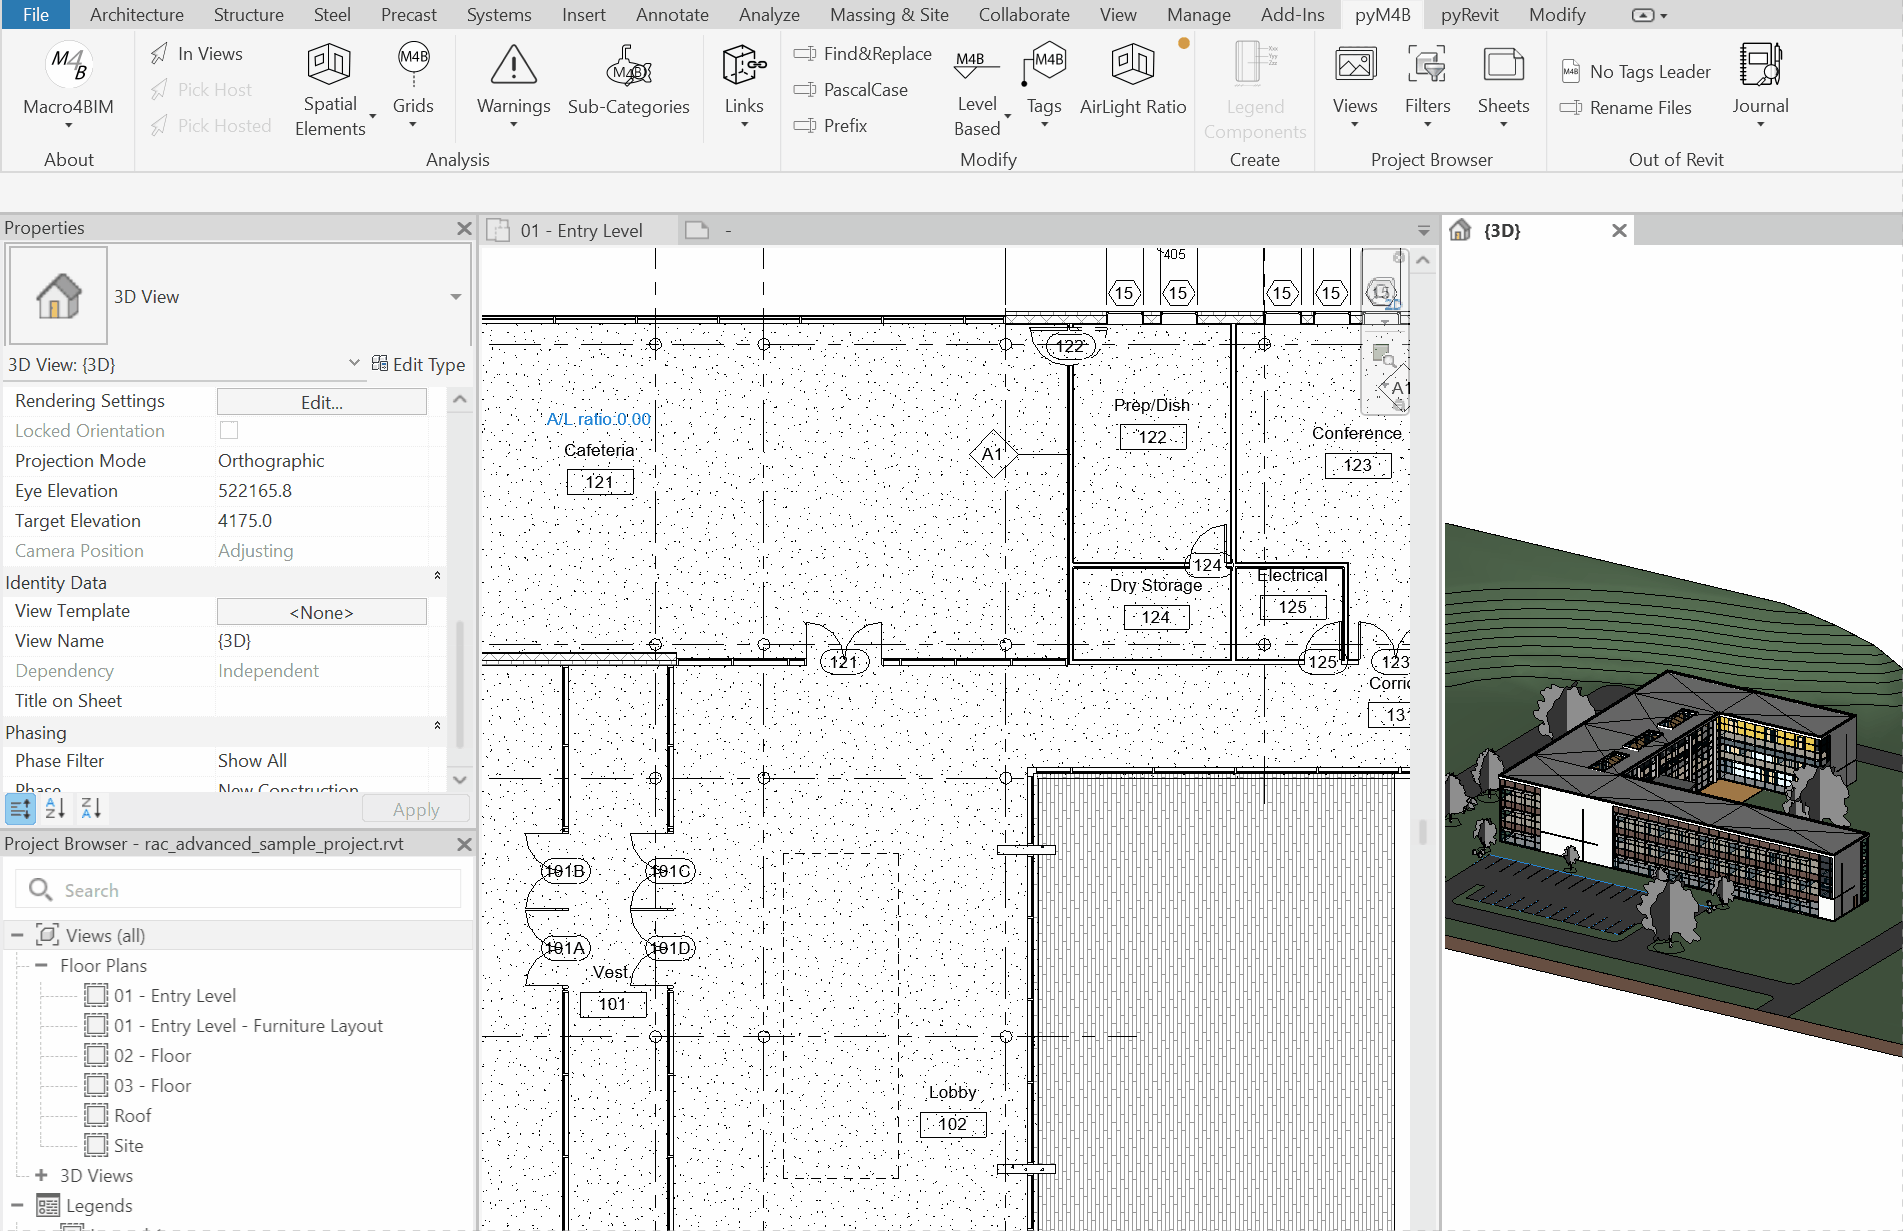 File Architecture Structure Steel Precast Systems Insert Annotate Analyze Massing & Site Collaborate View Manage Add-Ins pyM4B pyRevit Modify
M4B
Macro4BIM
About
In Views
Pick Host
Pick Hosted
Spatial
Elements
M4B
Grids
Warnings
M4B
Sub-Categories
Analysis
Links
Find&Replace
PascalCase
Prefix
M4B
Level
Based
M4B
Tags
AirLight Ratio
Modify
Legend
Components
Create
Views
Filters
Sheets
Project Browser
M4B
No Tags Leader
Rename Files
Journal
Out of Revit
Properties
3D View
3D View: {3D}
Edit Type
Rendering Settings Edit...
Locked Orientation
Projection Mode Orthographic
Eye Elevation 522165.8
Target Elevation 4175.0
Camera Position Adjusting
Identity Data
View Template <None>
View Name {3D}
Dependency Independent
Title on Sheet
Phasing
Phase Filter Show All
Phase New Construction
Apply
Project Browser - rac_advanced_sample_project.rvt
Search
Views (all)
Floor Plans
01 - Entry Level
01 - Entry Level - Furniture Layout
02 - Floor
03 - Floor
Roof
Site
3D Views
Legends
01 - Entry Level
-
{3D}
405
15 15 15 15 15
122
A/L ratio:0.00
Cafeteria
121
A1
Prep/Dish
122
Conference
123
A1
124
Dry Storage
124
Electrical
125
121
125
123
Corric
13
101B
101C
101A
101D
Vest.
101
Lobby
102